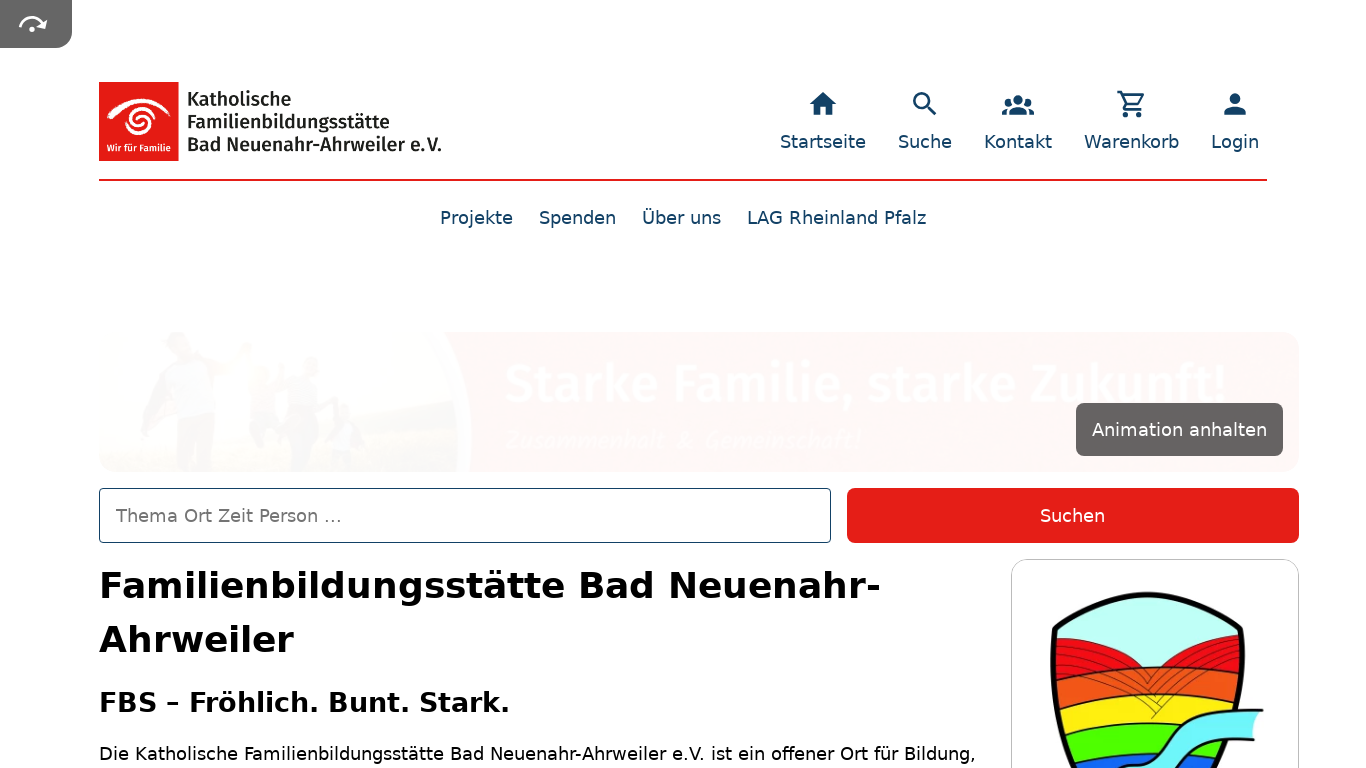 Wir für Familie
Katholische
Familienbildungsstätte
Bad Neuenahr-Ahrweiler e.V.
Startseite
Suche
Kontakt
Warenkorb
Login
Projekte
Spenden
Über uns
LAG Rheinland Pfalz
Starke Familie, starke Zukunft!
Zusammenhalt & Gemeinschaft!
Animation anhalten
Thema Ort Zeit Person ...
Suchen
Familienbildungsstätte Bad Neuenahr-
Ahrweiler
FBS – Fröhlich. Bunt. Stark.
Die Katholische Familienbildungsstätte Bad Neuenahr-Ahrweiler e.V. ist ein offener Ort für Bildung,